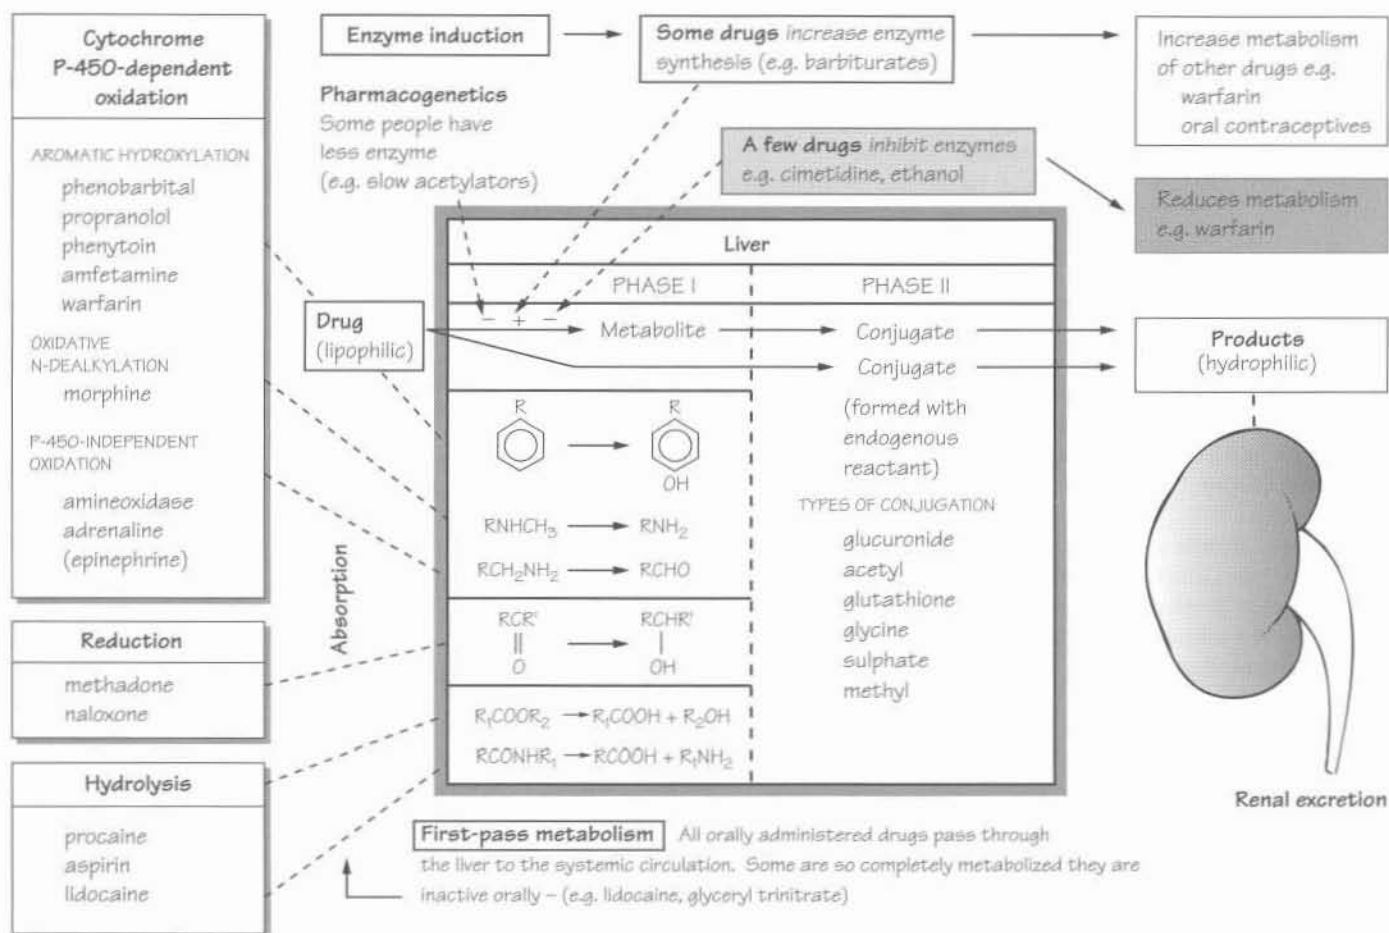 Cytochrome
P-450-dependent
oxidation
AROMATIC HYDROXYLATION
phenobarbital
propranolol
phenytoin
amfetamine
warfarin
OXIDATIVE
N-DEALKYLATION
morphine
P-450-INDEPENDENT
OXIDATION
amineoxidase
adrenaline
(epinephrine)
Reduction
methadone
naloxone
Hydrolysis
procaine
aspirin
lidocaine
Enzyme induction
Some drugs increase enzyme
synthesis (e.g. barbiturates)
Increase metabolism
of other drugs e.g.
warfarin
oral contraceptives
Pharmacogenetics
Some people have
less enzyme
(e.g. slow acetylators)
A few drugs inhibit enzymes
e.g. cimetidine, ethanol
Reduces metabolism
e.g. warfarin
Drug
(lipophilic)
Absorption
Liver
PHASE I
PHASE II
− + −
Metabolite
Conjugate
Conjugate
(formed with
endogenous
reactant)
R
R
OH
RNHCH₃
RNH₂
RCH₂NH₂
RCHO
RCR'
O
RCHR'
OH
R₁COOR₂
R₁COOH + R₂OH
RCONHR₁
RCOOH + R₁NH₂
TYPES OF CONJUGATION
glucuronide
acetyl
glutathione
glycine
sulphate
methyl
Products
(hydrophilic)
Renal excretion
First-pass metabolism All orally administered drugs pass through
the liver to the systemic circulation. Some are so completely metabolized they are
inactive orally – (e.g. lidocaine, glyceryl trinitrate)